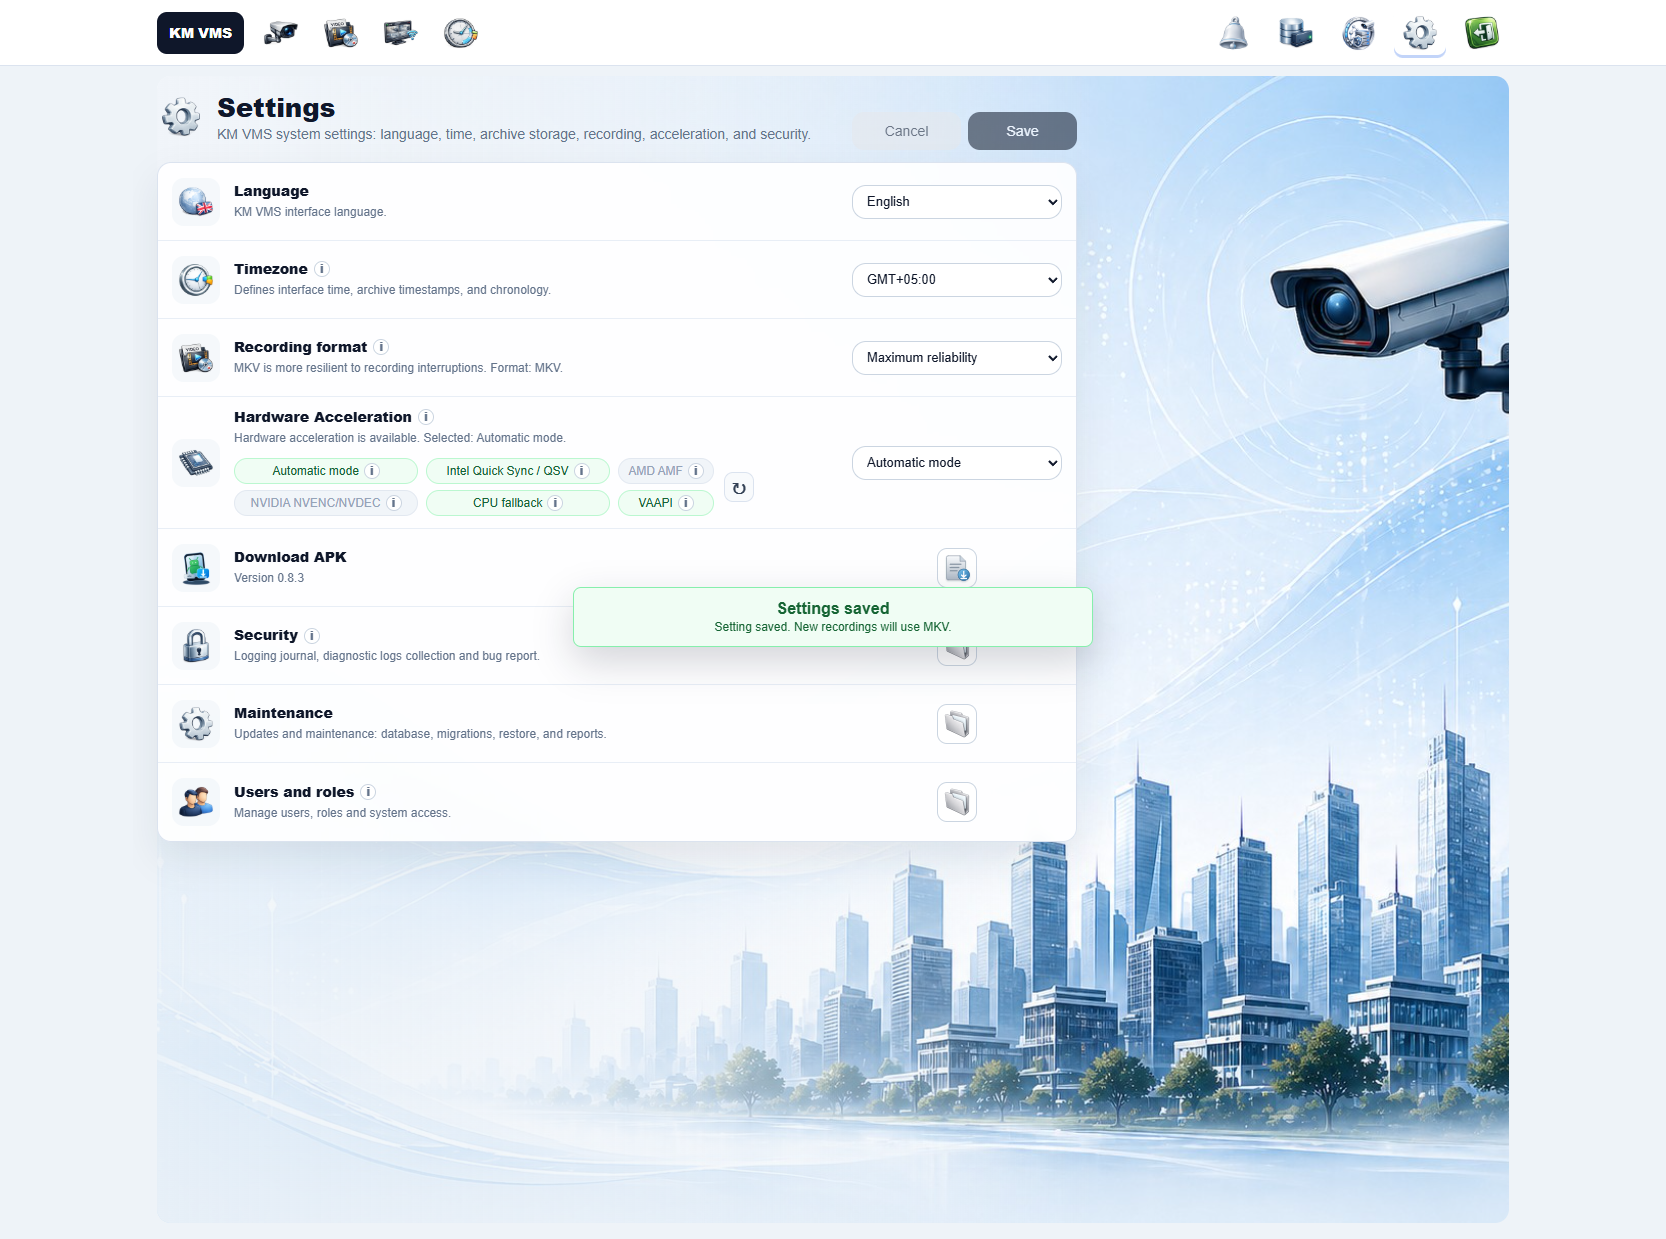 KM VMS
Settings
KM VMS system settings: language, time, archive storage, recording, acceleration, and security.
Cancel
Save
Language
KM VMS interface language.
English
Timezone i
Defines interface time, archive timestamps, and chronology.
GMT+05:00
Recording format i
MKV is more resilient to recording interruptions. Format: MKV.
Maximum reliability
Hardware Acceleration i
Hardware acceleration is available. Selected: Automatic mode.
Automatic mode i
Intel Quick Sync / QSV i
AMD AMF i
NVIDIA NVENC/NVDEC i
CPU fallback i
VAAPI i
Automatic mode
Download APK
Version 0.8.3
Settings saved
Setting saved. New recordings will use MKV.
Security i
Logging journal, diagnostic logs collection and bug report.
Maintenance
Updates and maintenance: database, migrations, restore, and reports.
Users and roles i
Manage users, roles and system access.